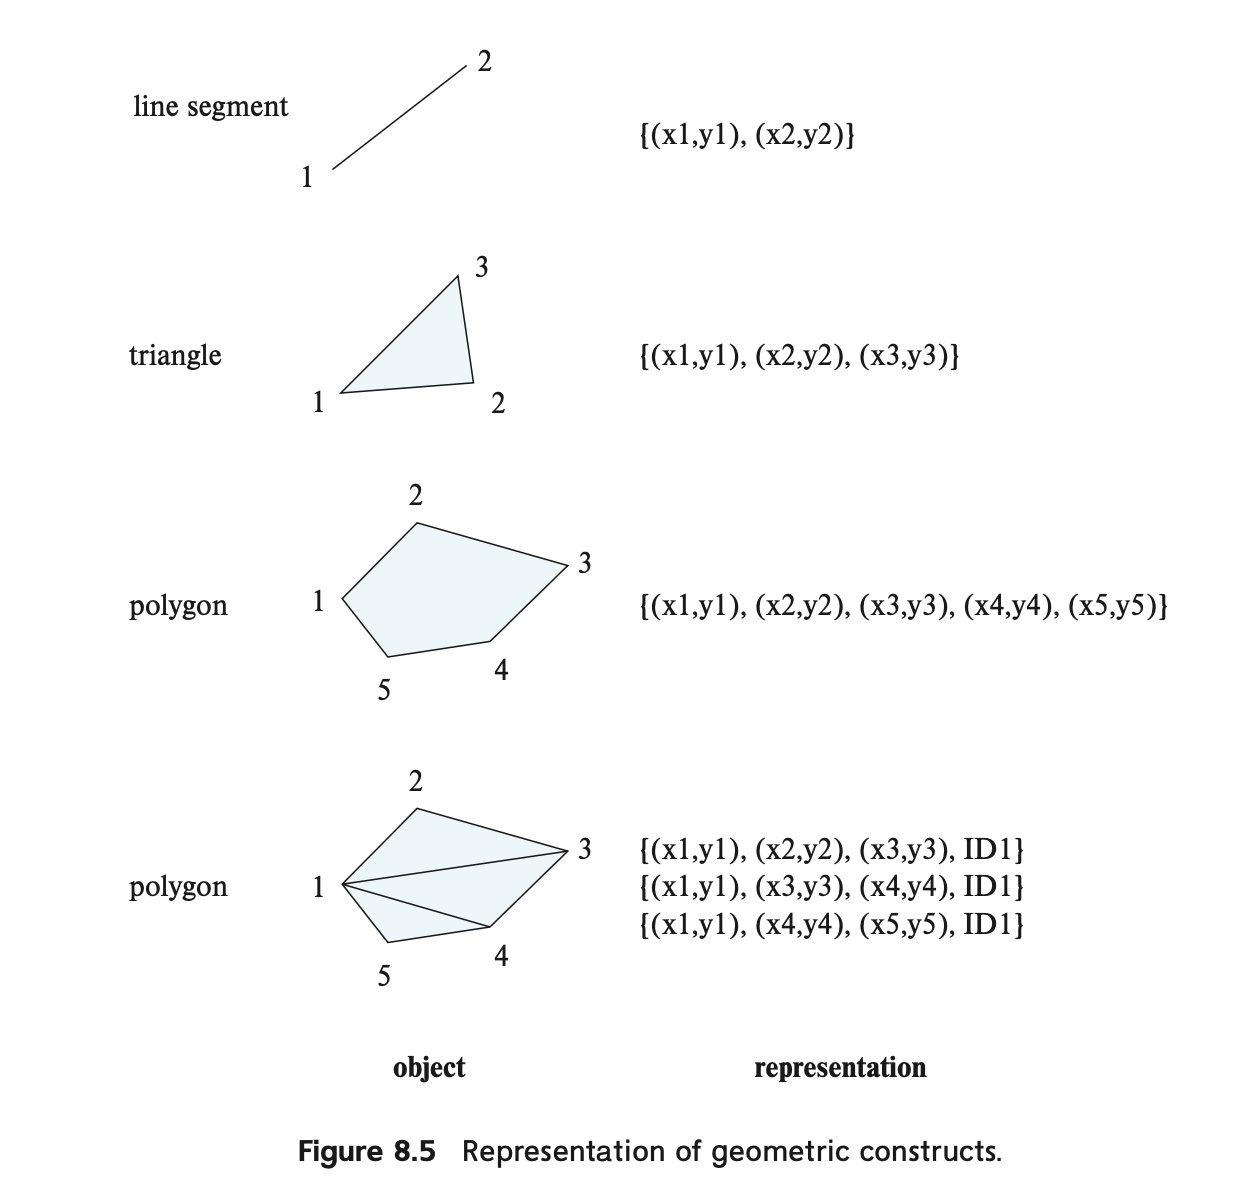 2
line segment
{(x1,y1), (x2,y2)}
1
3
triangle
{(x1,y1), (x2,y2), (x3,y3)}
1
2
2
3
1
polygon
{(x1,y1), (x2,y2), (x3,y3), (x4,y4), (x5,y5)}
4
5
2
3
{(x1,y1), (x2,y2), (x3,y3), ID1}
polygon
1
{(x1,y1), (x3,y3), (x4,y4), ID1}
{(x1,y1), (x4,y4), (x5,y5), ID1}
4
5
object
representation
Figure 8.5 Representation of geometric constructs.